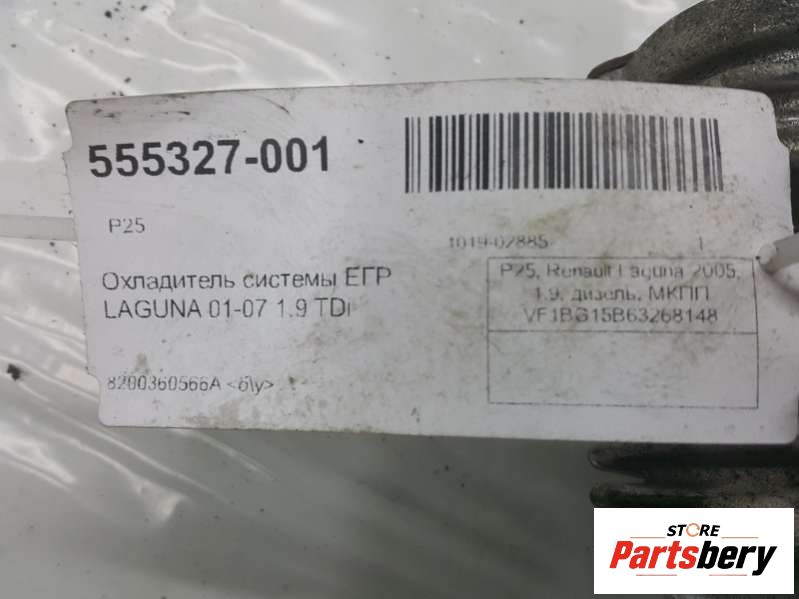 555327-001
P25
Охладитель системы ЕГР
LAGUNA 01-07 1.9 TDi
8200360566A <б\у>
1019-02885 1
P25, Renault Laguna 2005,
1.9, дизель, МКПП
VF1BG15B63268148
STORE
Partsbery